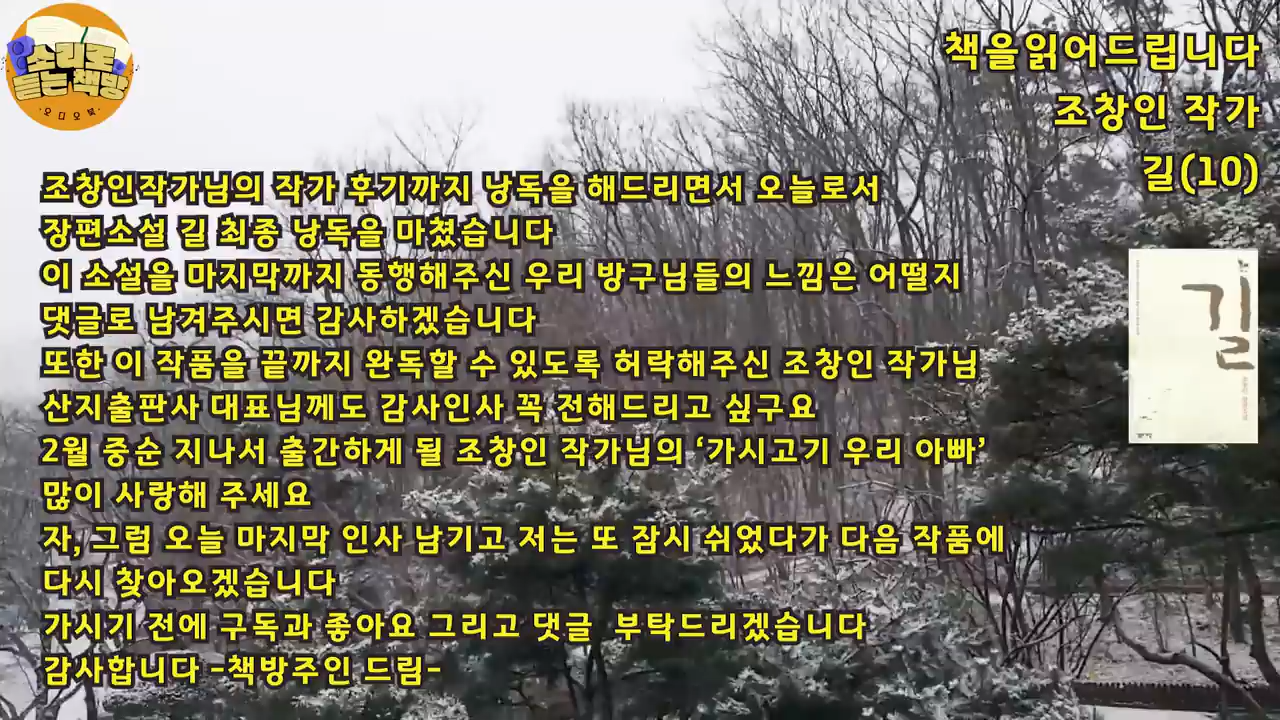 소리로
듣는 책방
·오디오북·
책을읽어드립니다
조창인 작가
길(10)
조창인작가님의 작가 후기까지 낭독을 해드리면서 오늘로서
장편소설 길 최종 낭독을 마쳤습니다
이 소설을 마지막까지 동행해주신 우리 방구님들의 느낌은 어떨지
댓글로 남겨주시면 감사하겠습니다
또한 이 작품을 끝까지 완독할 수 있도록 허락해주신 조창인 작가님
산지출판사 대표님께도 감사인사 꼭 전해드리고 싶구요
2월 중순 지나서 출간하게 될 조창인 작가님의 ‘가시고기 우리 아빠’
많이 사랑해 주세요
자, 그럼 오늘 마지막 인사 남기고 저는 또 잠시 쉬었다가 다음 작품에
다시 찾아오겠습니다
가시기 전에 구독과 좋아요 그리고 댓글  부탁드리겠습니다
감사합니다 -책방주인 드림-
길